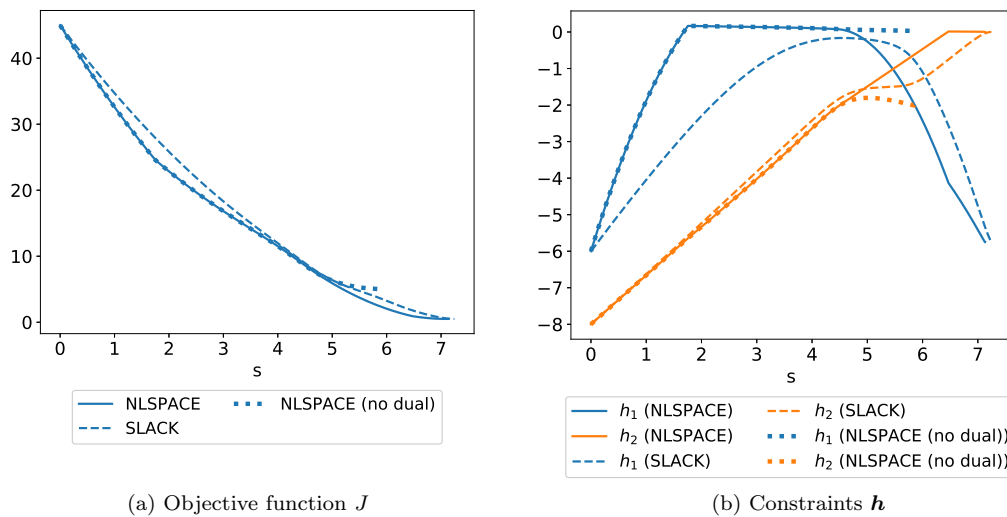 40
30
20
10
0
0 1 2 3 4 5 6 7
s
NLSPACE
SLACK
NLSPACE (no dual)
(a) Objective function J
0
−1
−2
−3
−4
−5
−6
−7
−8
0 1 2 3 4 5 6 7
s
h₁ (NLSPACE)
h₂ (NLSPACE)
h₁ (SLACK)
h₂ (SLACK)
h₁ (NLSPACE (no dual))
h₂ (NLSPACE (no dual))
(b) Constraints h